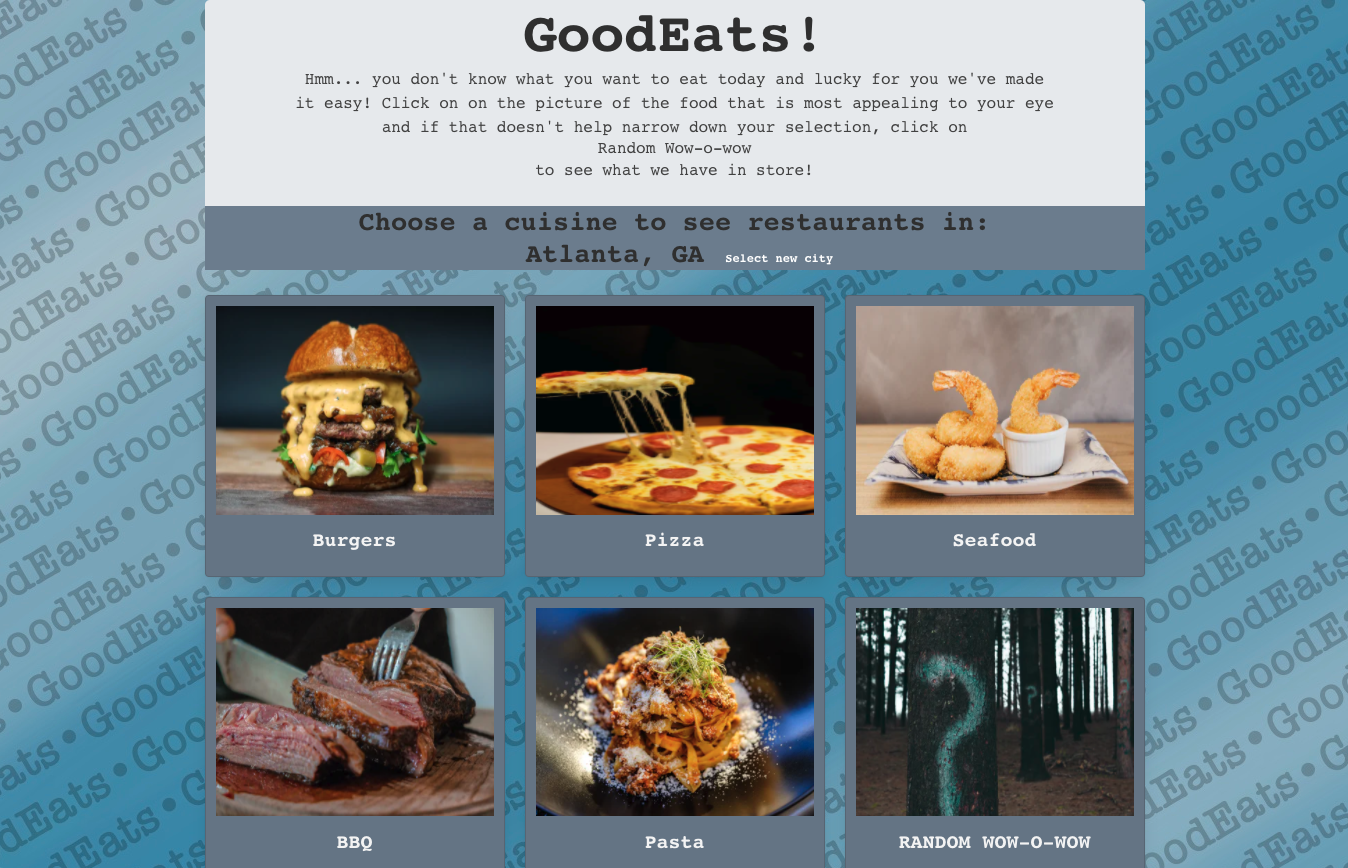 GoodEats!
Hmm... you don't know what you want to eat today and lucky for you we've made
it easy! Click on on the picture of the food that is most appealing to your eye
and if that doesn't help narrow down your selection, click on
Random Wow-o-wow
to see what we have in store!
Choose a cuisine to see restaurants in:
Atlanta, GA Select new city
Burgers
Pizza
Seafood
BBQ
Pasta
RANDOM WOW-O-WOW
GoodEats • GoodEats • GoodEats